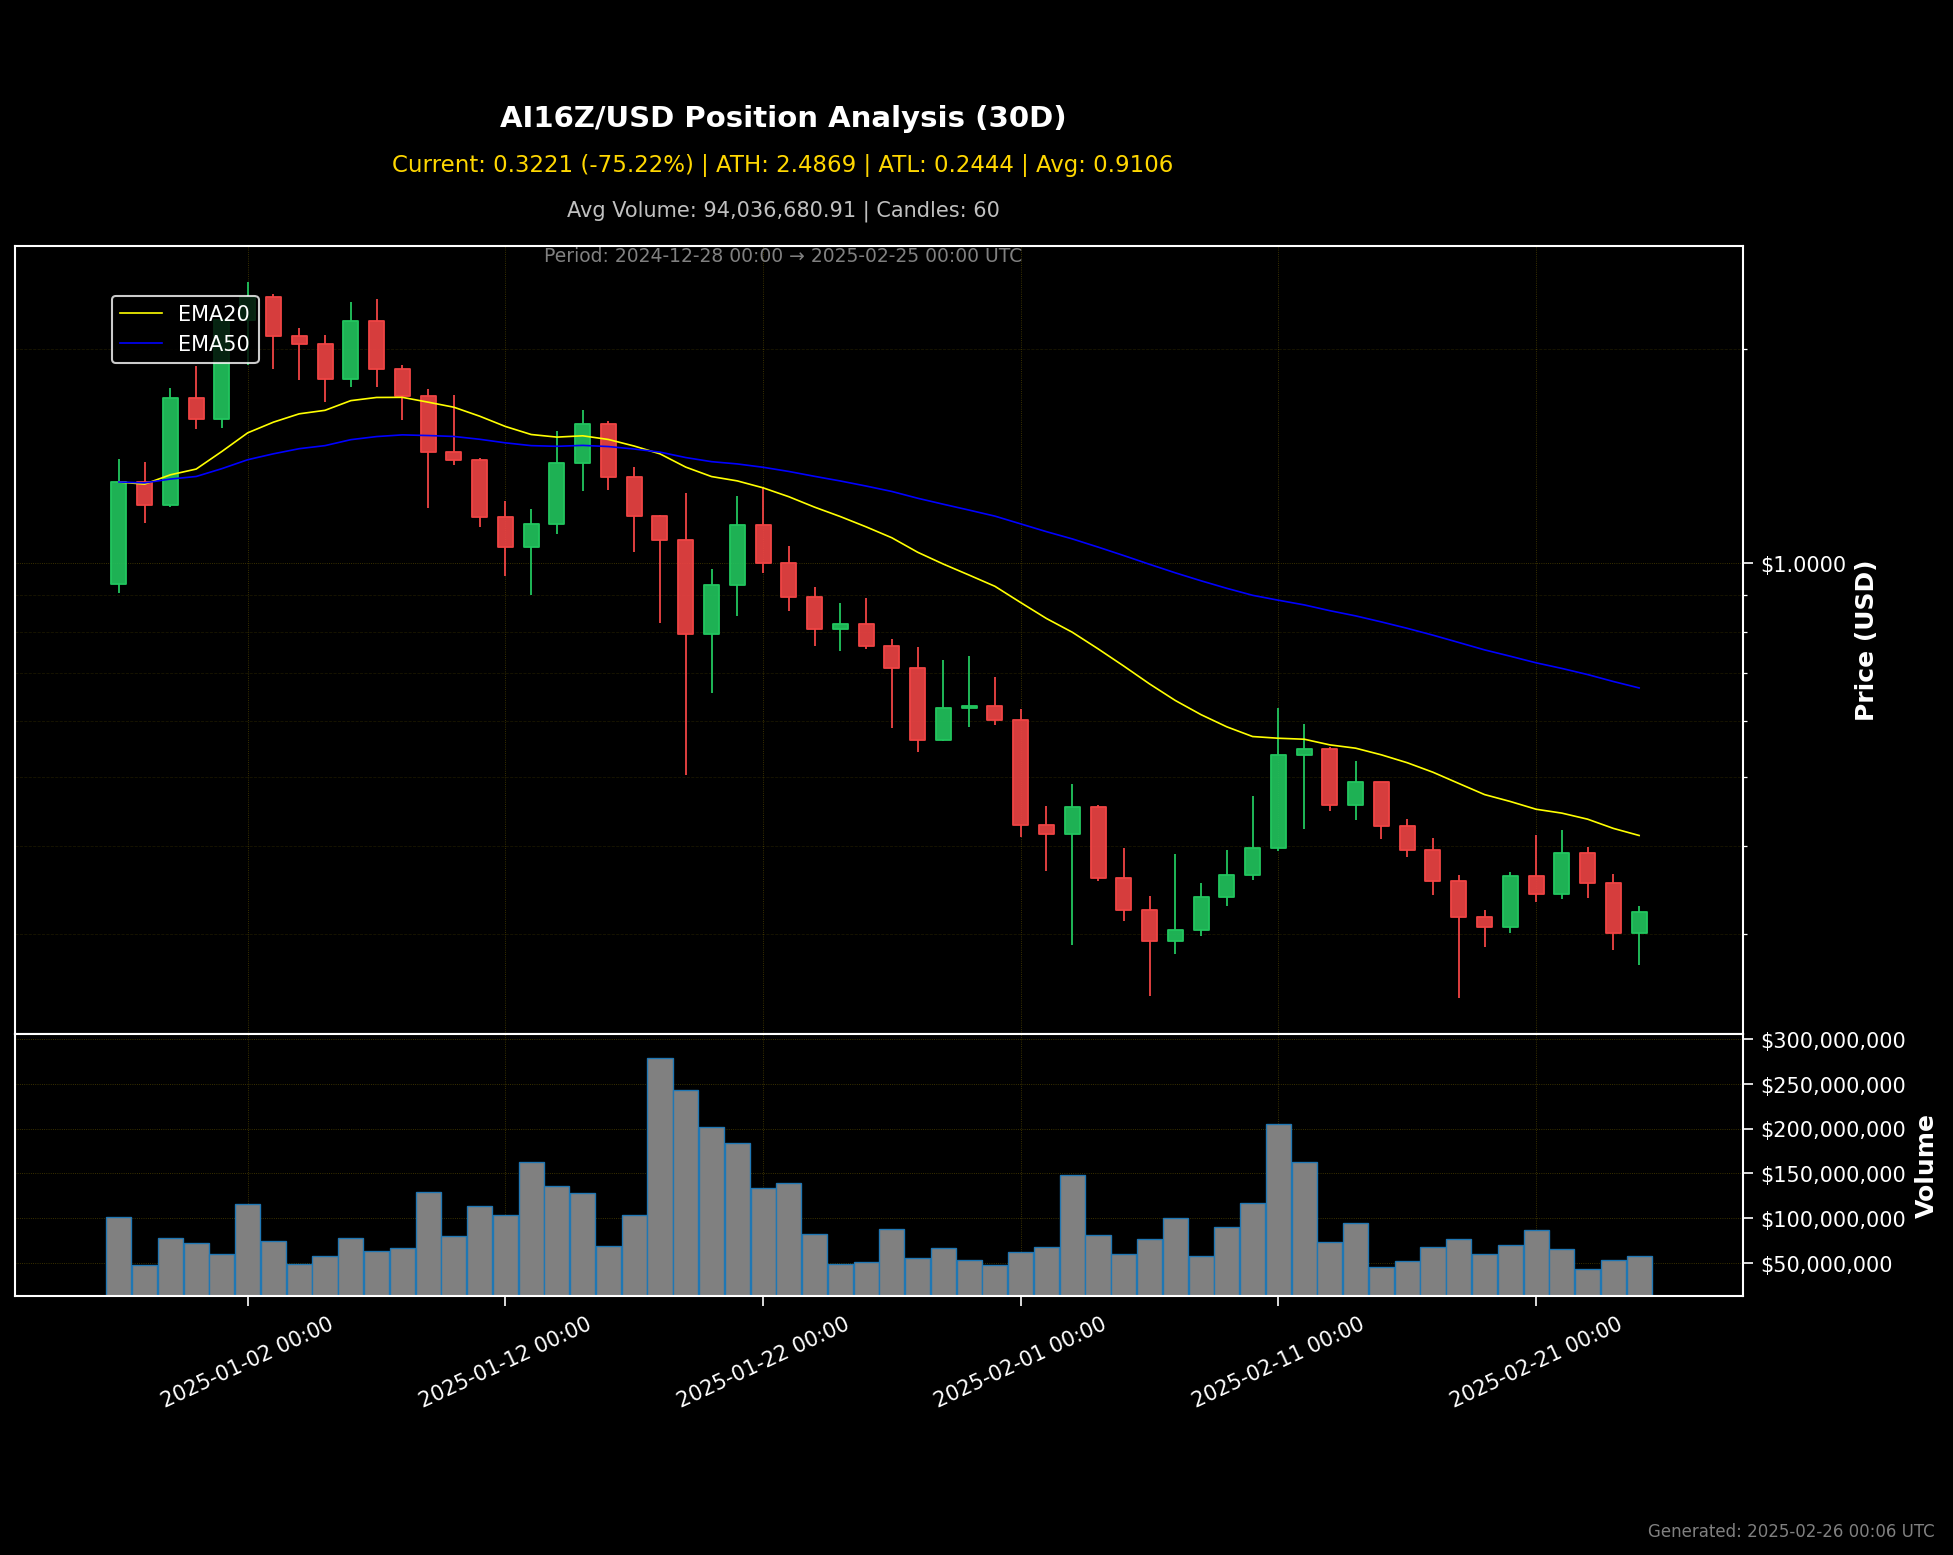 AI16Z/USD Position Analysis (30D)
Current: 0.3221 (-75.22%) | ATH: 2.4869 | ATL: 0.2444 | Avg: 0.9106
Avg Volume: 94,036,680.91 | Candles: 60
Period: 2024-12-28 00:00 → 2025-02-25 00:00 UTC
EMA20
EMA50
$1.0000
Price (USD)
$300,000,000
$250,000,000
$200,000,000
$150,000,000
$100,000,000
$50,000,000
Volume
2025-01-02 00:00
2025-01-12 00:00
2025-01-22 00:00
2025-02-01 00:00
2025-02-11 00:00
2025-02-21 00:00
Generated: 2025-02-26 00:06 UTC